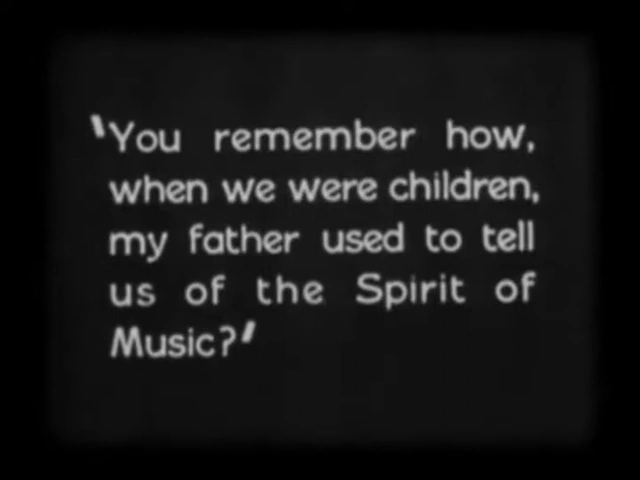 "You remember how,
when we were children,
my father used to tell
us of the Spirit of
Music?"